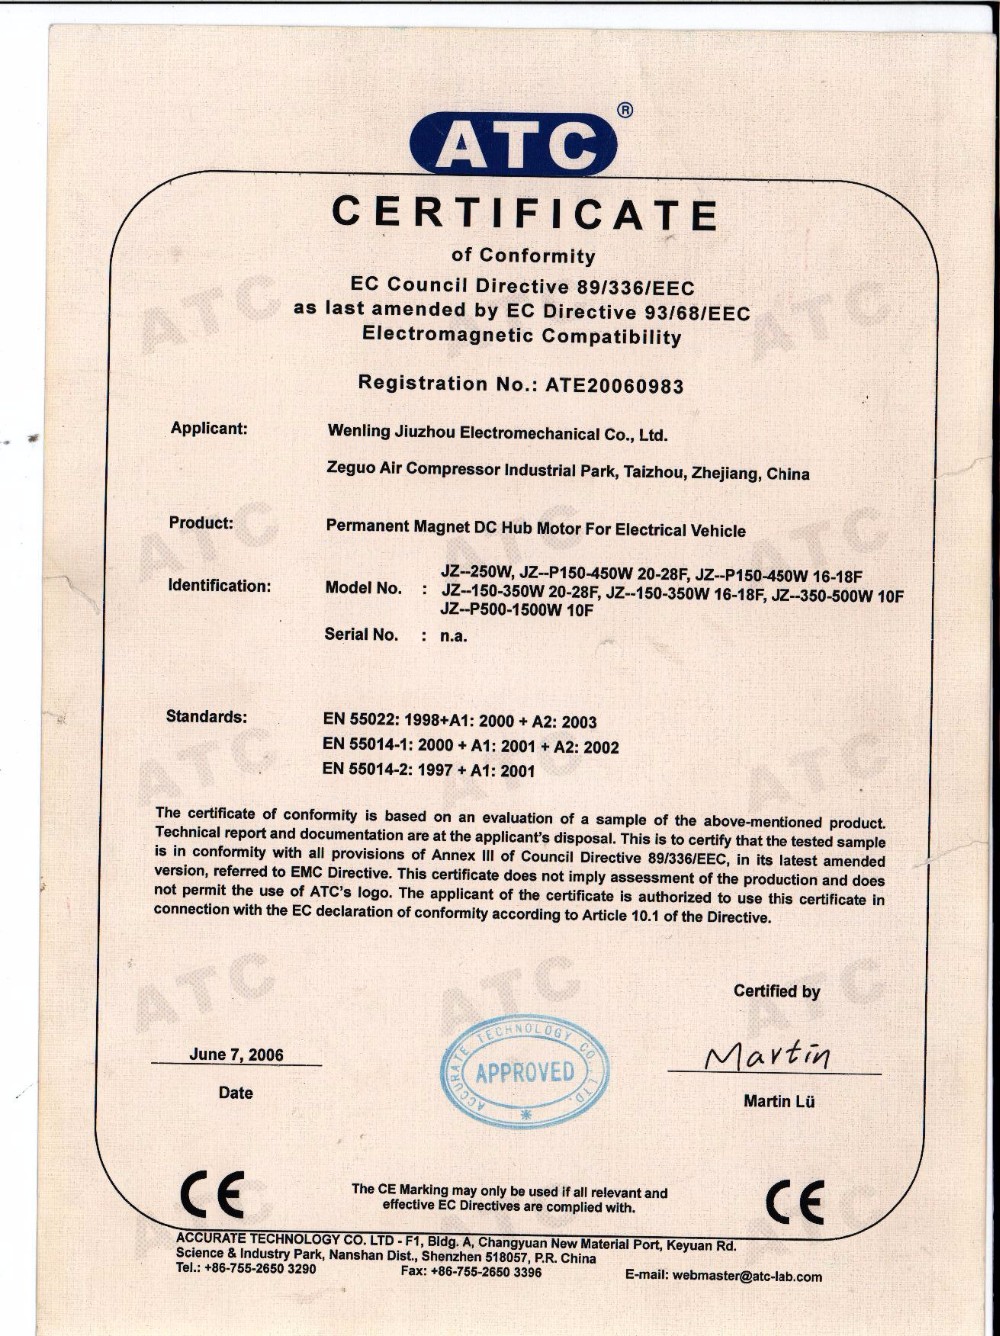 ATC®
CERTIFICATE
of Conformity
EC Council Directive 89/336/EEC
as last amended by EC Directive 93/68/EEC
Electromagnetic Compatibility
Registration No.: ATE20060983
Applicant: Wenling Jiuzhou Electromechanical Co., Ltd.
Zeguo Air Compressor Industrial Park, Taizhou, Zhejiang, China
Product: Permanent Magnet DC Hub Motor For Electrical Vehicle
Identification: Model No. : JZ--250W, JZ--P150-450W 20-28F, JZ--P150-450W 16-18F
JZ--150-350W 20-28F, JZ--150-350W 16-18F, JZ--350-500W 10F
JZ--P500-1500W 10F
Serial No. : n.a.
Standards: EN 55022: 1998+A1: 2000 + A2: 2003
EN 55014-1: 2000 + A1: 2001 + A2: 2002
EN 55014-2: 1997 + A1: 2001
The certificate of conformity is based on an evaluation of a sample of the above-mentioned product.
Technical report and documentation are at the applicant's disposal. This is to certify that the tested sample
is in conformity with all provisions of Annex III of Council Directive 89/336/EEC, in its latest amended
version, referred to EMC Directive. This certificate does not imply assessment of the production and does
not permit the use of ATC's logo. The applicant of the certificate is authorized to use this certificate in
connection with the EC declaration of conformity according to Article 10.1 of the Directive.
Certified by
June 7, 2006
Date
ACCURATE TECHNOLOGY CO. LTD.
APPROVED
Martin
Martin Lü
CE
The CE Marking may only be used if all relevant and
effective EC Directives are complied with.
CE
ACCURATE TECHNOLOGY CO. LTD - F1, Bldg. A, Changyuan New Material Port, Keyuan Rd.
Science & Industry Park, Nanshan Dist., Shenzhen 518057, P.R. China
Tel.: +86-755-2650 3290 Fax: +86-755-2650 3396 E-mail: webmaster@atc-lab.com